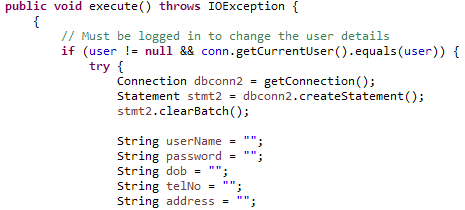 public void execute() throws IOException {
{
// Must be logged in to change the user details
if (user != null && conn.getCurrentUser().equals(user)) {
try {
Connection dbconn2 = getConnection();
Statement stmt2 = dbconn2.createStatement();
stmt2.clearBatch();
String userName = "";
String password = "";
String dob = "";
String telNo = "";
String address = "";